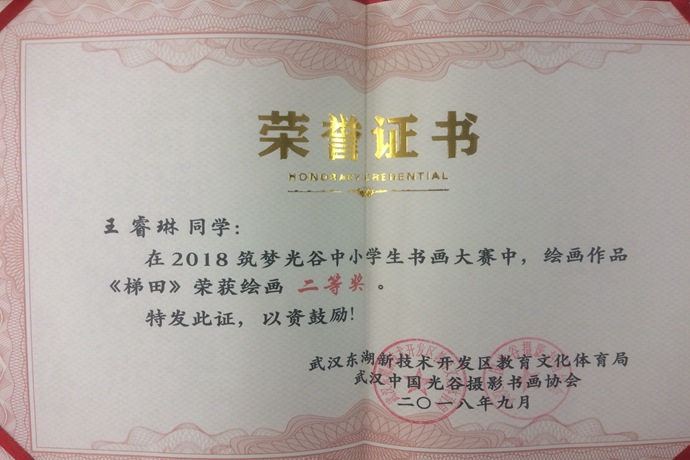 荣誉证书
HONORARY CREDENTIAL
王睿琳同学：
在2018筑梦光谷中小学生书画大赛中，绘画作品
《梯田》荣获绘画 二等奖 。
特发此证，以资鼓励！
武汉东湖新技术开发区教育文化体育局
武汉中国光谷摄影书画协会
二〇一八年九月